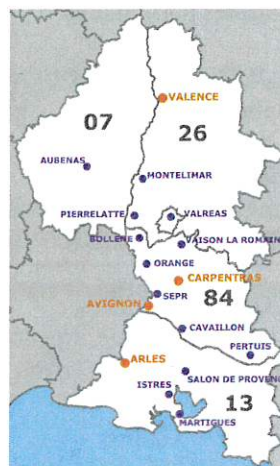 VALENCE
07
26
AUBENAS
MONTELIMAR
PIERRELATTE
VALREAS
BOLLENE
VAISON LA ROMAIN
ORANGE
CARPENTRAS
SEPR
84
AVIGNON
CAVAILLON
PERTUIS
ARLES
SALON DE PROVENC
ISTRES
13
MARTIGUES